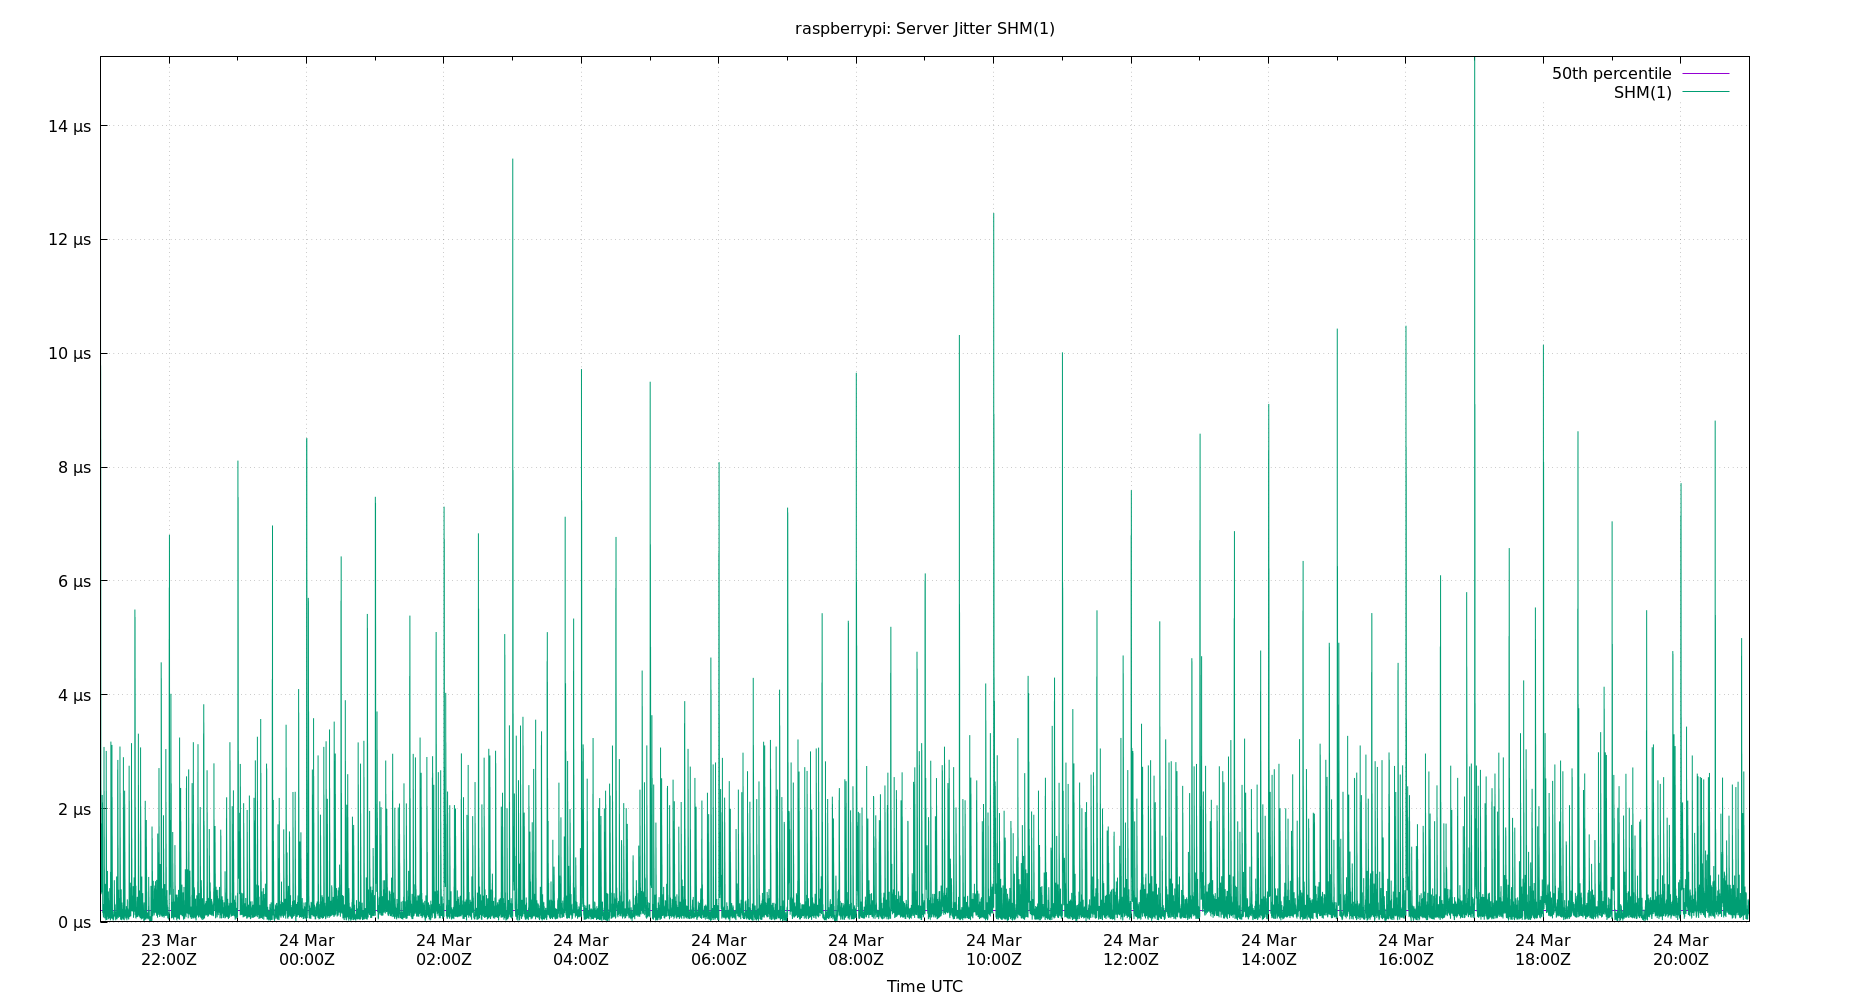 raspberrypi: Server Jitter SHM(1)
50th percentile
SHM(1)
14 µs
12 µs
10 µs
8 µs
6 µs
4 µs
2 µs
0 µs
23 Mar 24 Mar 24 Mar 24 Mar 24 Mar 24 Mar 24 Mar 24 Mar 24 Mar 24 Mar 24 Mar 24 Mar
22:00Z 00:00Z 02:00Z 04:00Z 06:00Z 08:00Z 10:00Z 12:00Z 14:00Z 16:00Z 18:00Z 20:00Z
Time UTC